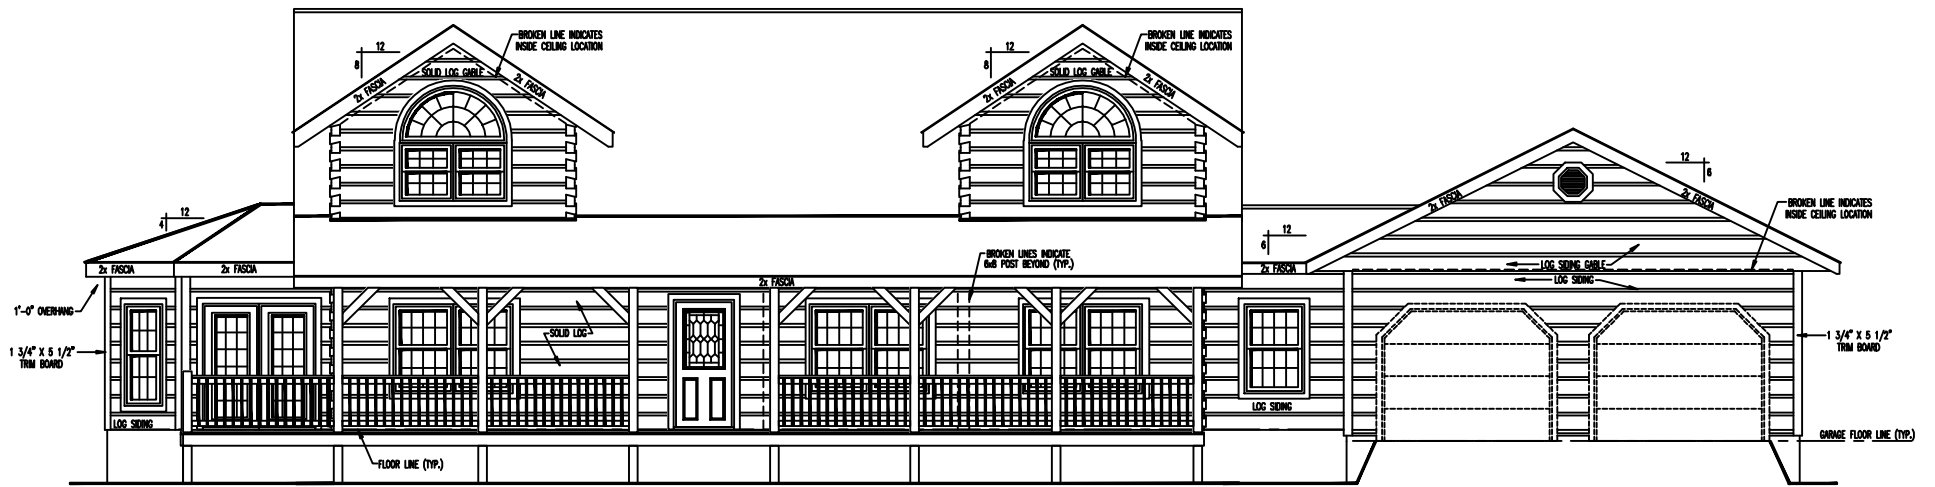 BROKEN LINE INDICATES
INSIDE CEILING LOCATION
12
8
SOLID LOG GABLE
2x FASCIA
2x FASCIA
BROKEN LINE INDICATES
INSIDE CEILING LOCATION
12
8
SOLID LOG GABLE
2x FASCIA
2x FASCIA
12
6
2x FASCIA
2x FASCIA
BROKEN LINE INDICATES
INSIDE CEILING LOCATION
12
4
12
6
BROKEN LINES INDICATE
6x6 POST BEYOND (TYP.)
2x FASCIA
2x FASCIA
2x FASCIA
2x FASCIA
LOG SIDING GABLE
LOG SIDING
1'-0" OVERHANG
SOLID LOG
1 3/4" X 5 1/2"
TRIM BOARD
1 3/4" X 5 1/2"
TRIM BOARD
LOG SIDING
LOG SIDING
GARAGE FLOOR LINE (TYP.)
FLOOR LINE (TYP.)